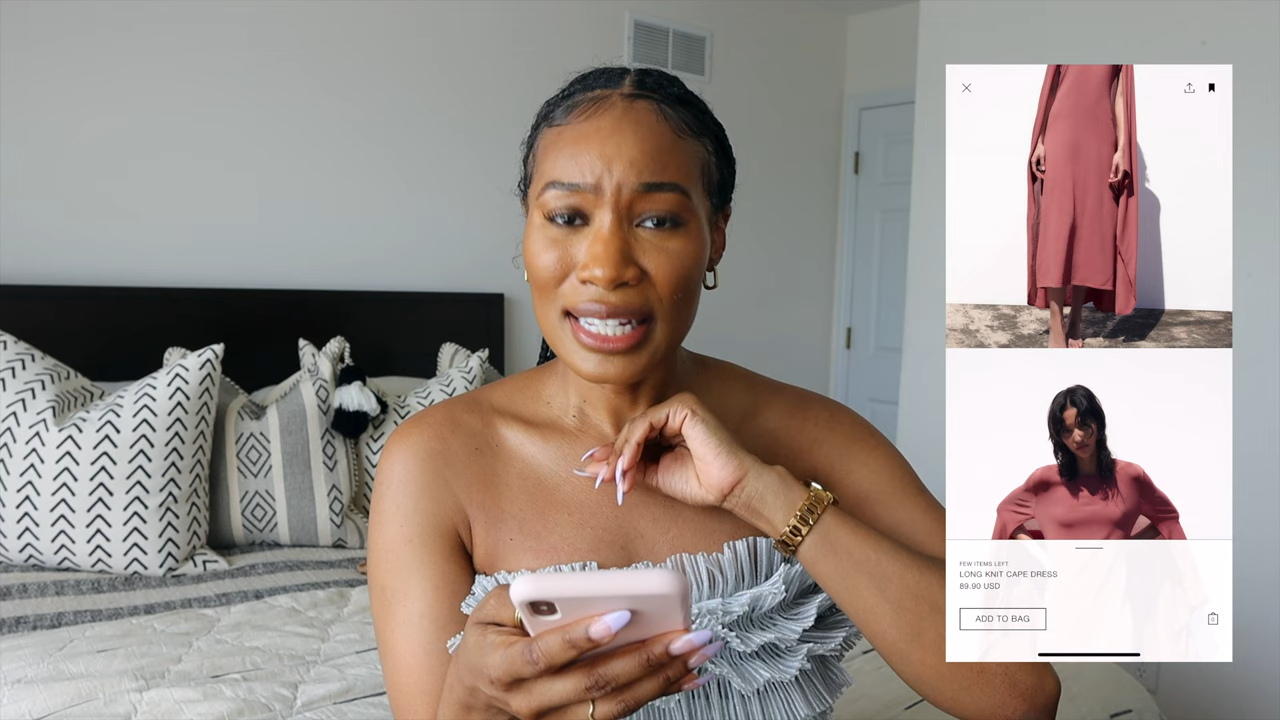 FEW ITEMS LEFT
LONG KNIT CAPE DRESS
89.90 USD
ADD TO BAG